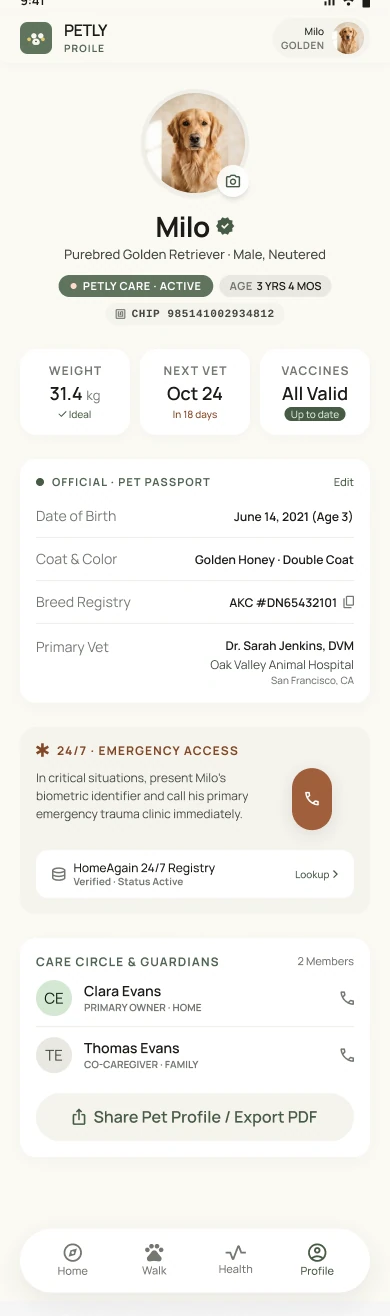 9:41
PETLY
PROILE
Milo
GOLDEN
Milo
Purebred Golden Retriever · Male, Neutered
PETLY CARE · ACTIVE
AGE 3 YRS 4 MOS
CHIP 985141002934812
WEIGHT
31.4 kg
Ideal
NEXT VET
Oct 24
In 18 days
VACCINES
All Valid
Up to date
OFFICIAL · PET PASSPORT
Edit
Date of Birth
June 14, 2021 (Age 3)
Coat & Color
Golden Honey · Double Coat
Breed Registry
AKC #DN65432101
Primary Vet
Dr. Sarah Jenkins, DVM
Oak Valley Animal Hospital
San Francisco, CA
24/7 · EMERGENCY ACCESS
In critical situations, present Milo's
biometric identifier and call his primary
emergency trauma clinic immediately.
HomeAgain 24/7 Registry
Verified · Status Active
Lookup
CARE CIRCLE & GUARDIANS
2 Members
CE
Clara Evans
PRIMARY OWNER · HOME
TE
Thomas Evans
CO-CAREGIVER · FAMILY
Share Pet Profile / Export PDF
Home
Walk
Health
Profile